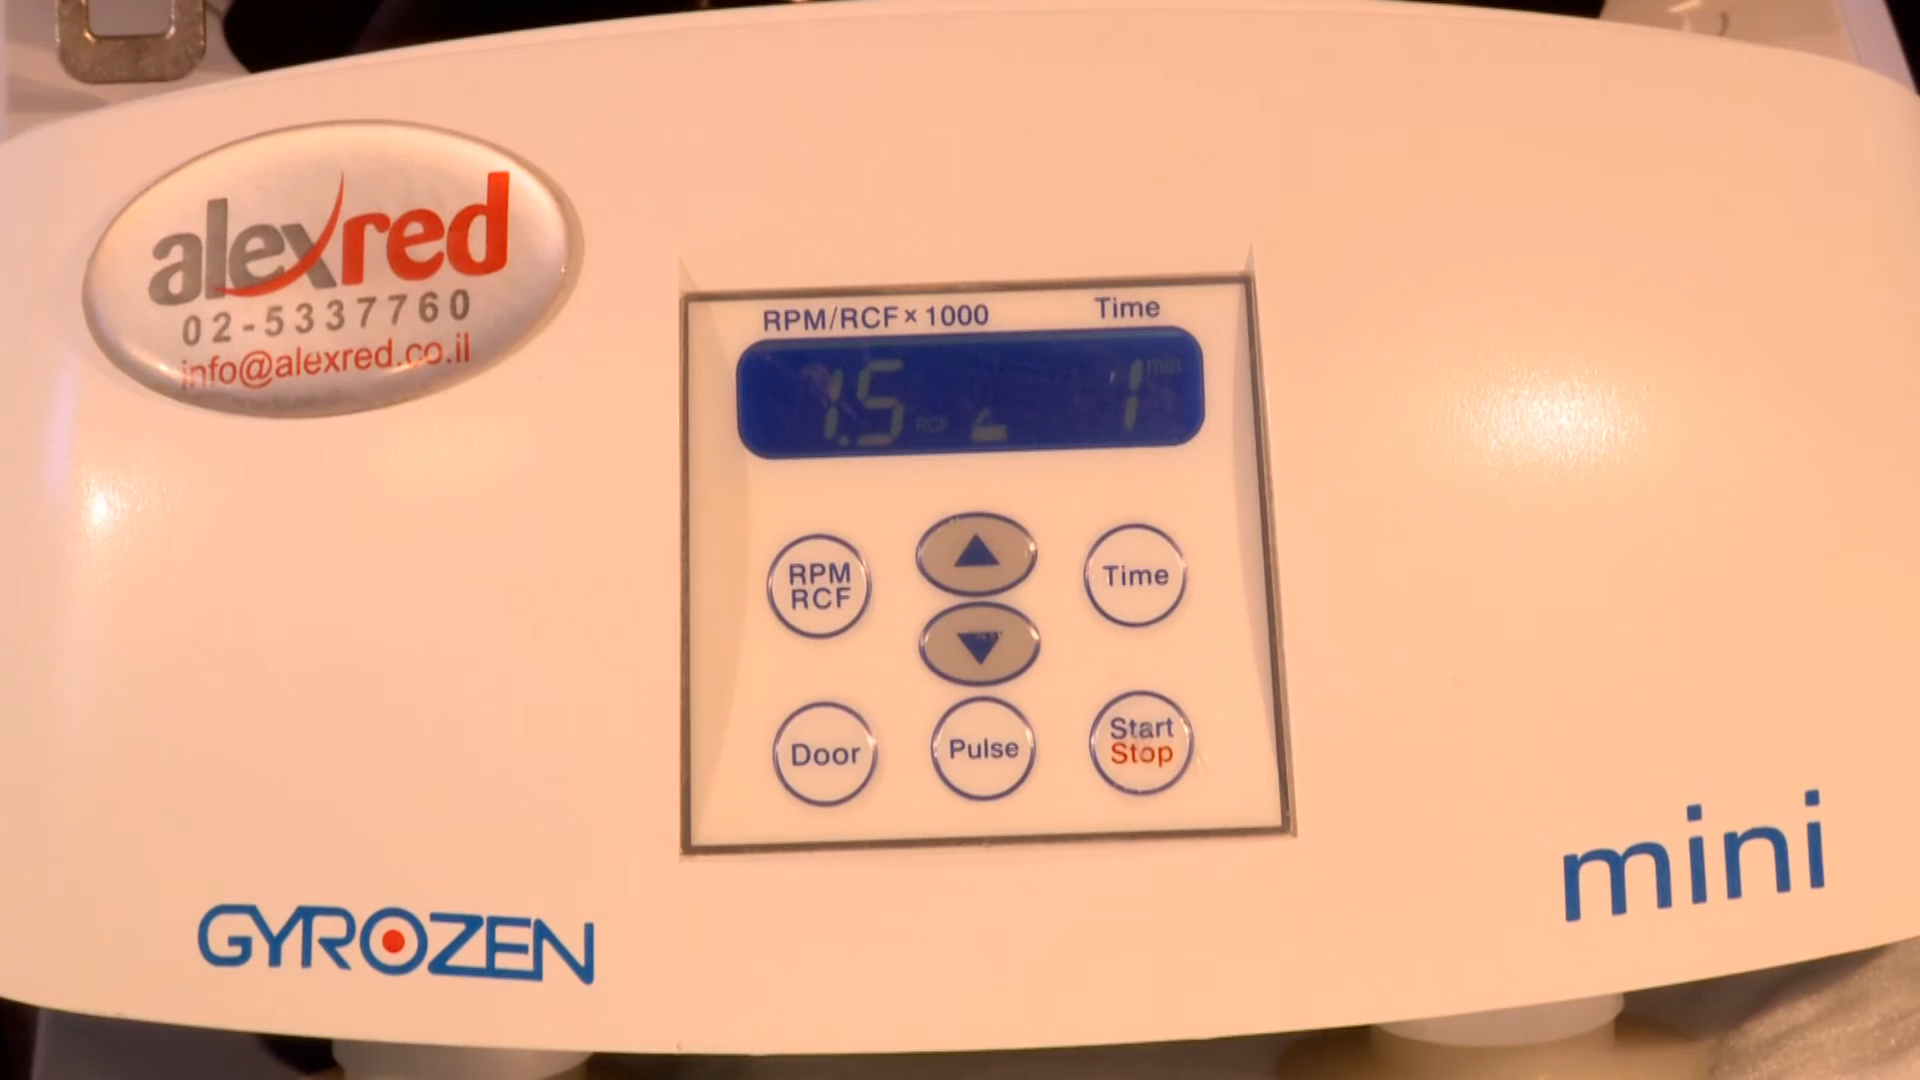 alexred
02-5337760
info@alexred.co.il
RPM/RCF×1000 Time
1.5 RCF 1 min
RPM
RCF
▲
Time
▼
Door
Pulse
Start
Stop
GYROZEN
mini